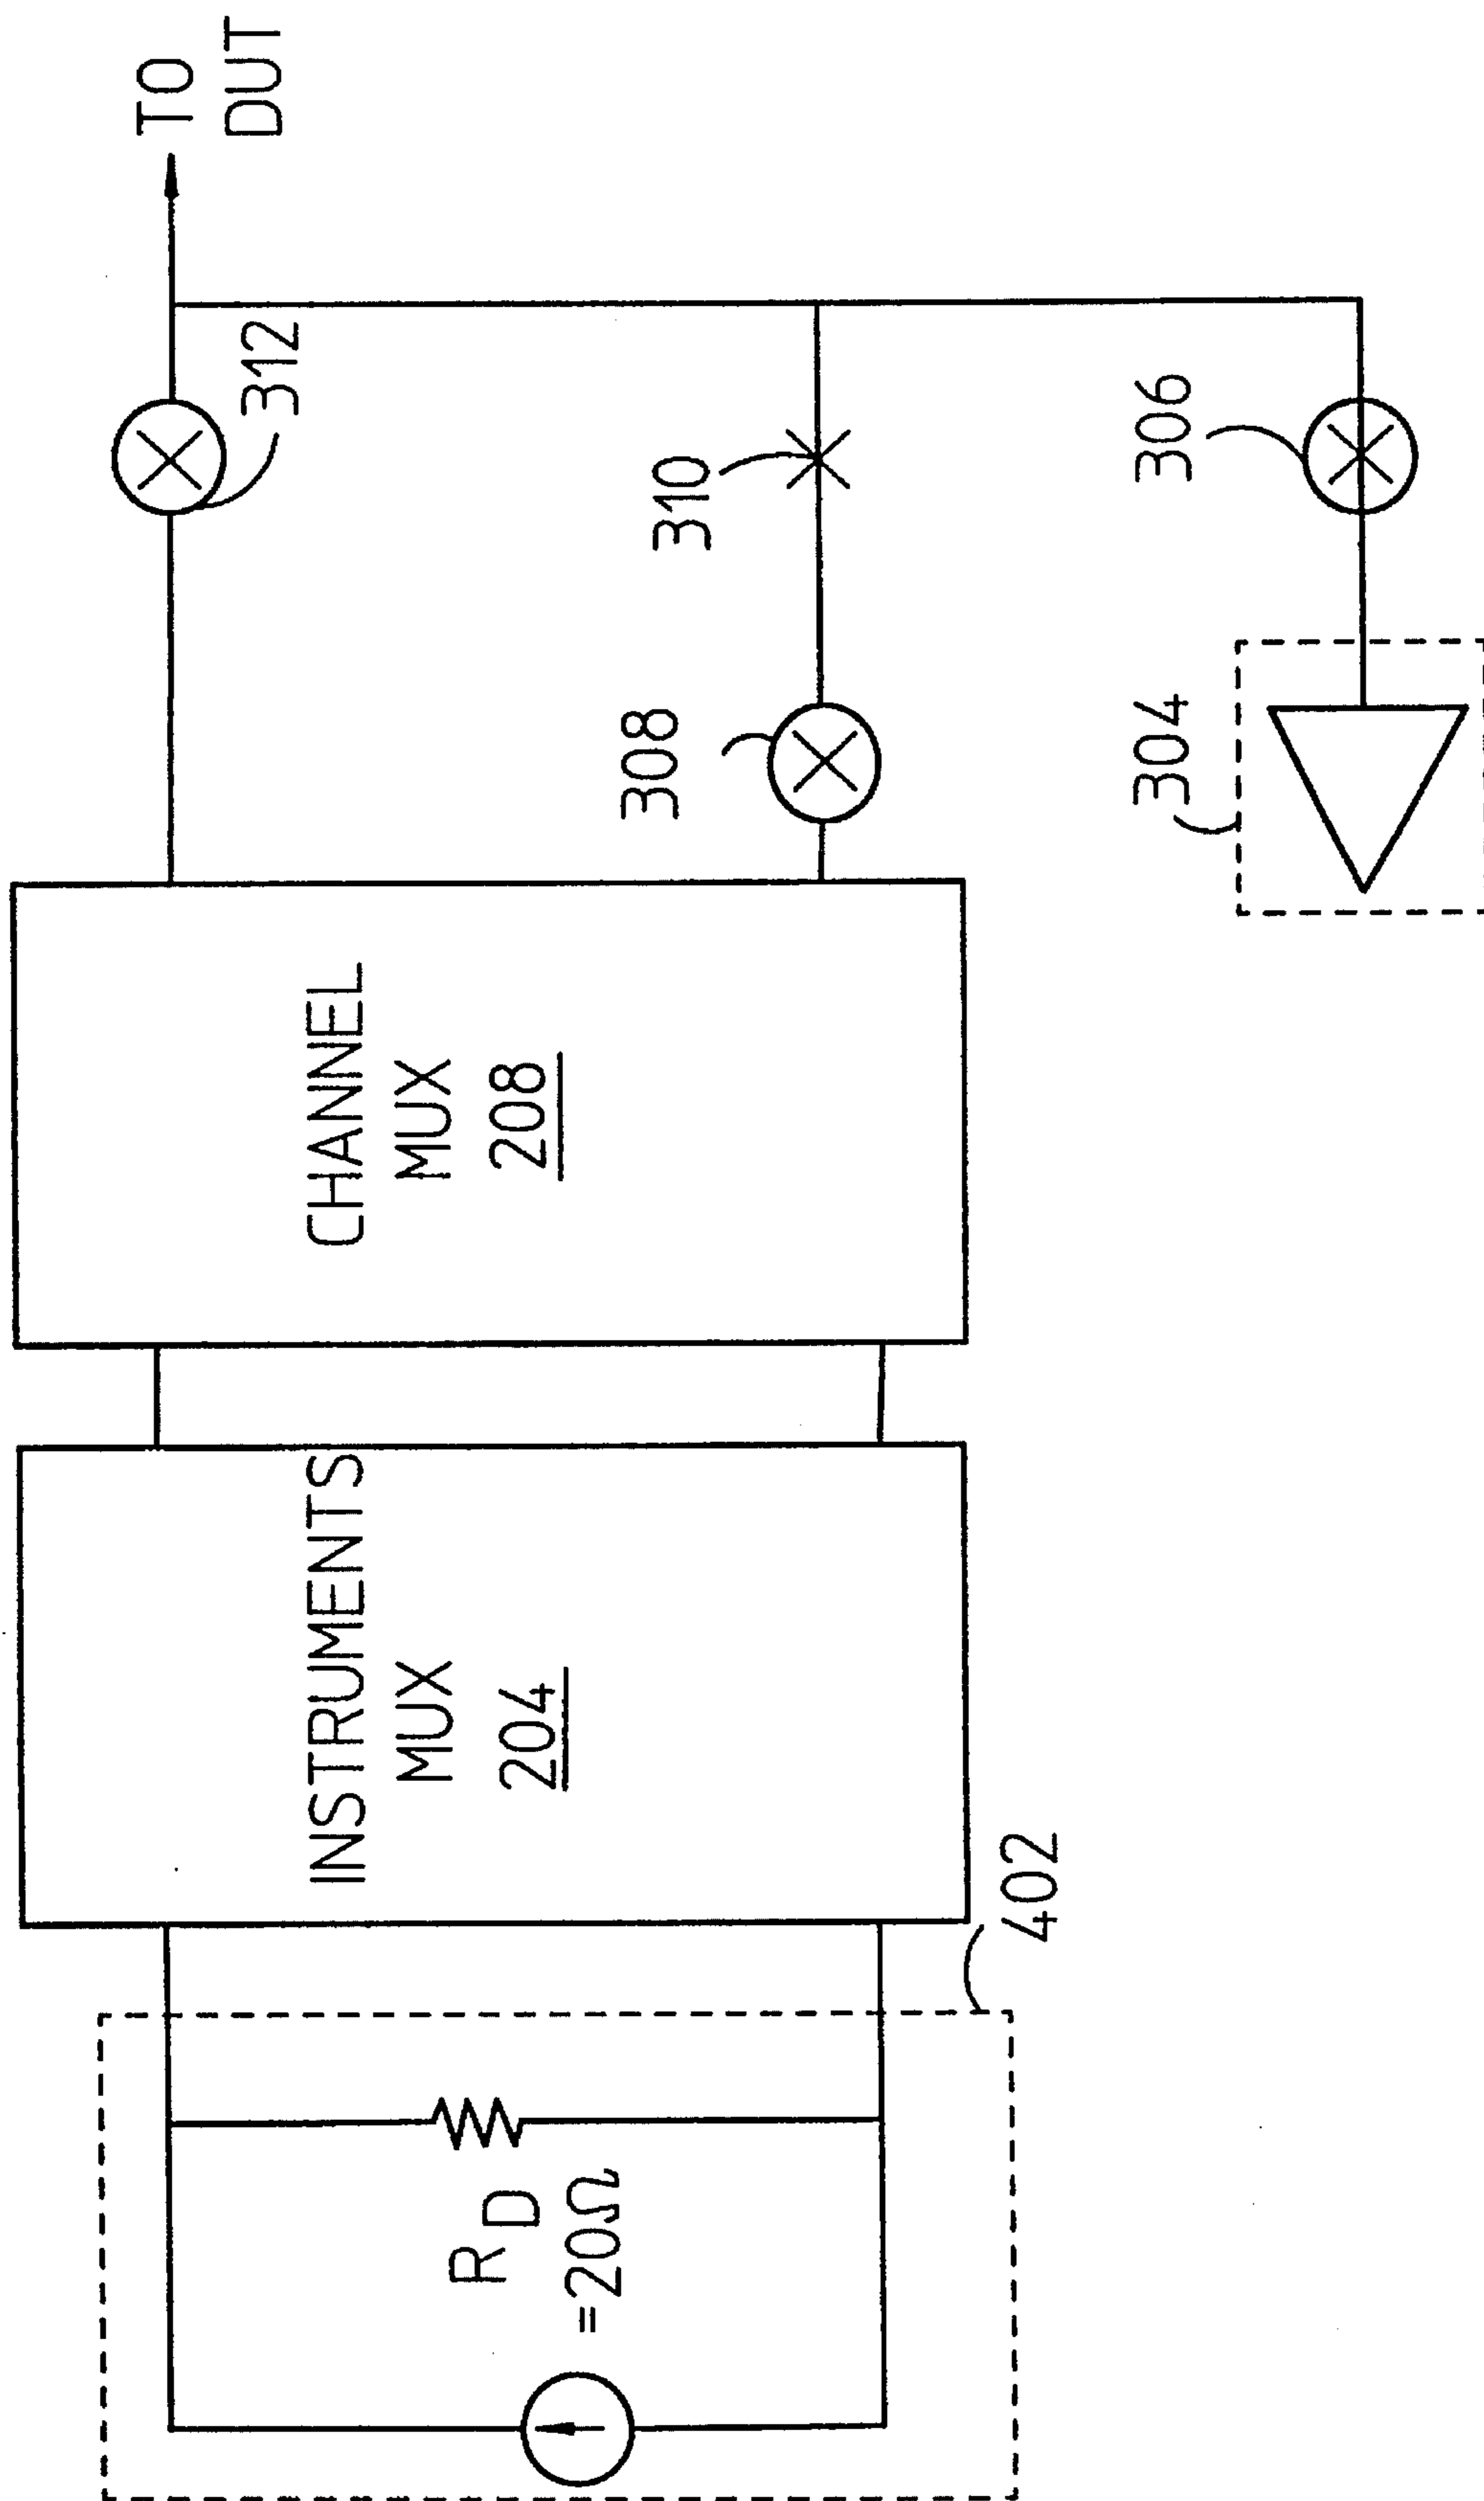 TO
DUT
312
310
306
308
304
CHANNEL
MUX
208
INSTRUMENTS
MUX
204
402
R D
=20Ω